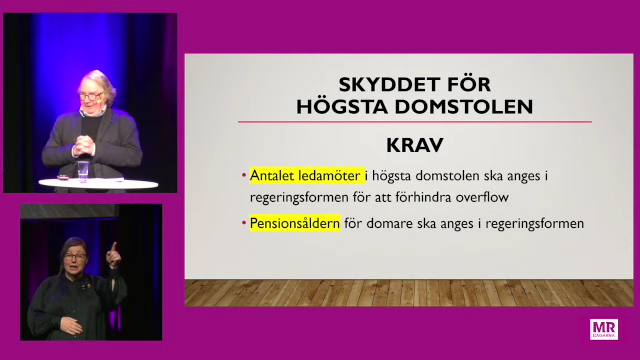 SKYDDET FÖR
HÖGSTA DOMSTOLEN
KRAV
• Antalet ledamöter i högsta domstolen ska anges i
regeringsformen för att förhindra overflow
• Pensionsåldern för domare ska anges i regeringsformen
MR
DAGARNA